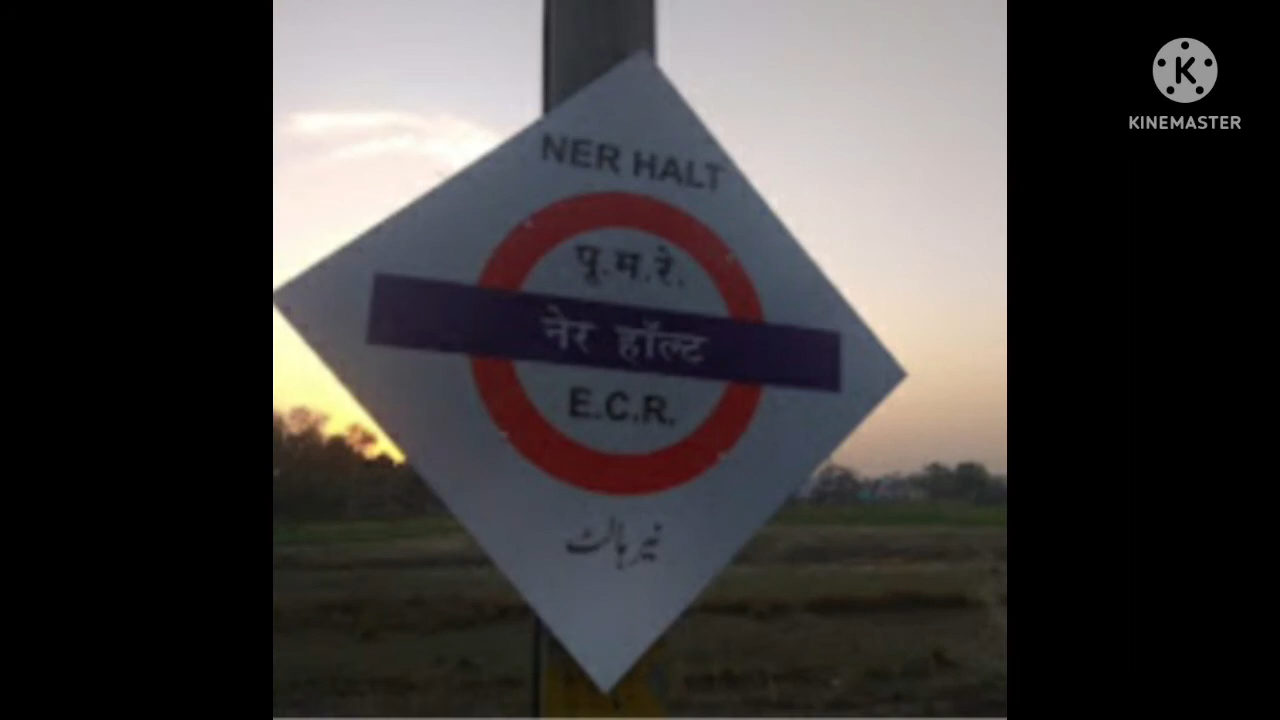 NER HALT
पू.म.रे.
नेर हॉल्ट
E.C.R.
نیر ہالٹ
KINEMASTER